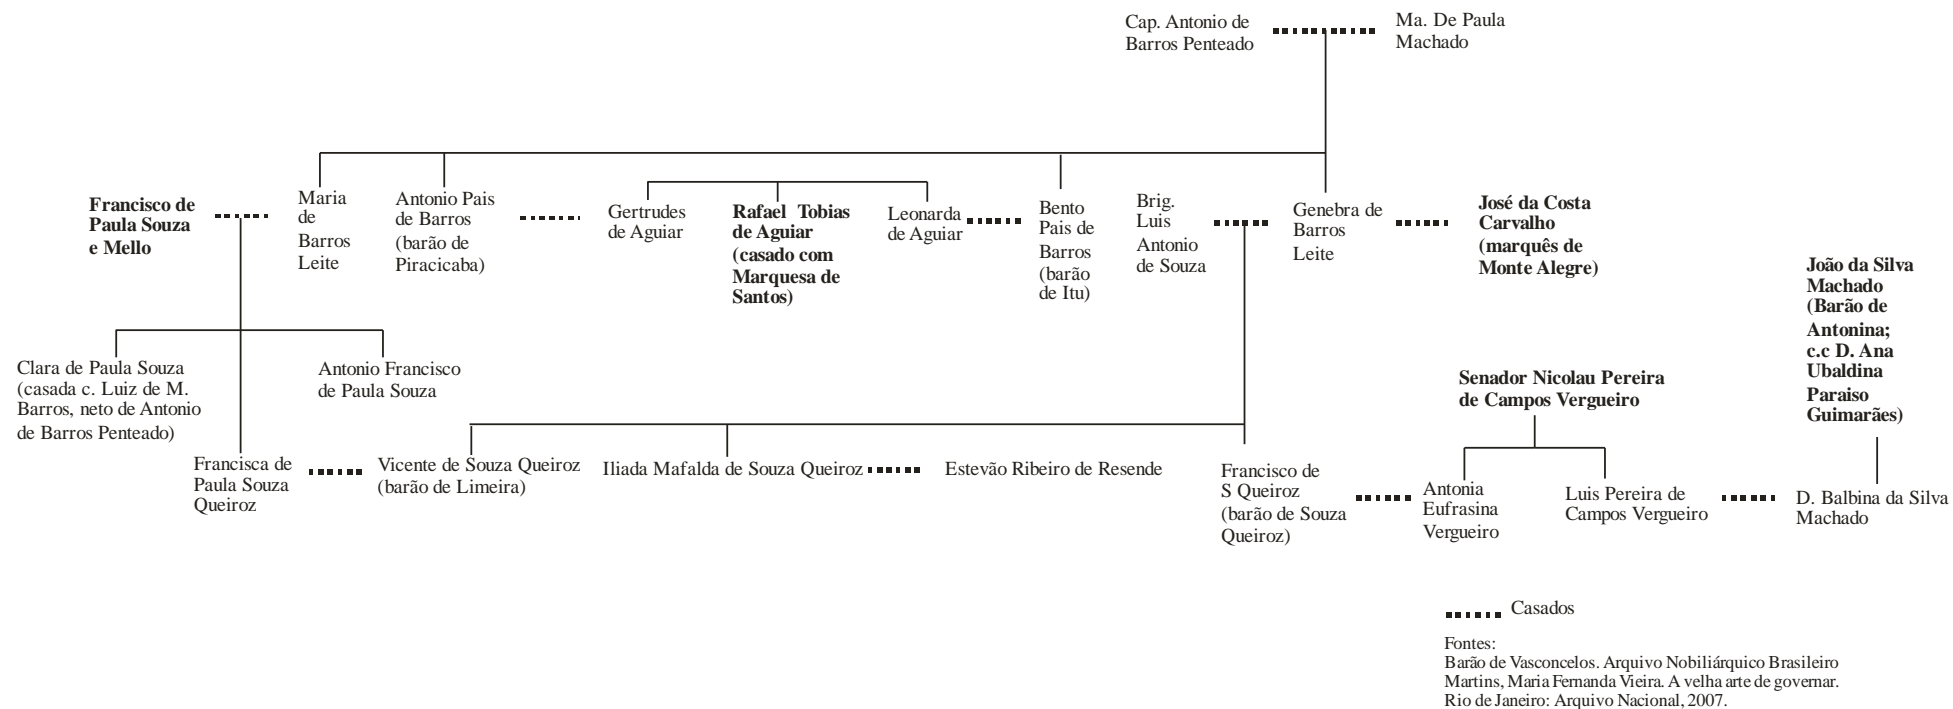 Cap. Antonio de
Barros Penteado
Ma. De Paula
Machado
Francisco de
Paula Souza
e Mello
Maria
de
Barros
Leite
Antonio Pais
de Barros
(barão de
Piracicaba)
Gertrudes
de Aguiar
Rafael Tobias
de Aguiar
(casado com
Marquesa de
Santos)
Leonarda
de Aguiar
Bento
Pais de
Barros
(barão
de Itu)
Brig.
Luis
Antonio
de Souza
Genebra de
Barros
Leite
José da Costa
Carvalho
(marquês de
Monte Alegre)
João da Silva
Machado
(Barão de
Antonina;
c.c D. Ana
Ubaldina
Paraiso
Guimarães)
Clara de Paula Souza
(casada c. Luiz de M.
Barros, neto de Antonio
de Barros Penteado)
Antonio Francisco
de Paula Souza
Senador Nicolau Pereira
de Campos Vergueiro
Francisca de
Paula Souza
Queiroz
Vicente de Souza Queiroz
(barão de Limeira)
Iliada Mafalda de Souza Queiroz
Estevão Ribeiro de Resende
Francisco de
S Queiroz
(barão de Souza
Queiroz)
Antonia
Eufrasina
Vergueiro
Luis Pereira de
Campos Vergueiro
D. Balbina da Silva
Machado
Casados
Fontes:
Barão de Vasconcelos. Arquivo Nobiliárquico Brasileiro
Martins, Maria Fernanda Vieira. A velha arte de governar.
Rio de Janeiro: Arquivo Nacional, 2007.